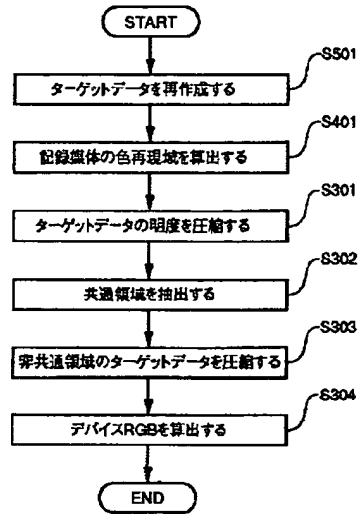 START
ターゲットデータを再作成する
S501
記録媒体の色再現域を算出する
S401
ターゲットデータの明度を圧縮する
S301
共通領域を抽出する
S302
非共通領域のターゲットデータを圧縮する
S303
デバイスRGBを算出する
S304
END